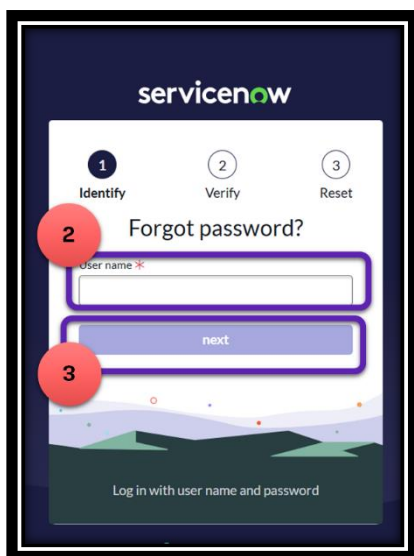 servicenow
1 2 3
Identify Verify Reset
Forgot password?
2
User name *
next
3
Log in with user name and password